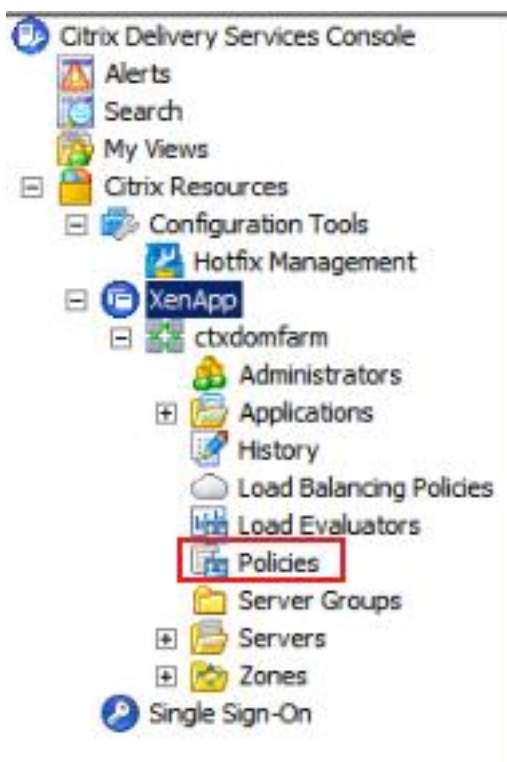 Citrix Delivery Services Console
Alerts
Search
My Views
Citrix Resources
Configuration Tools
Hotfix Management
XenApp
ctxdomfarm
Administrators
Applications
History
Load Balancing Policies
Load Evaluators
Policies
Server Groups
Servers
Zones
Single Sign-On